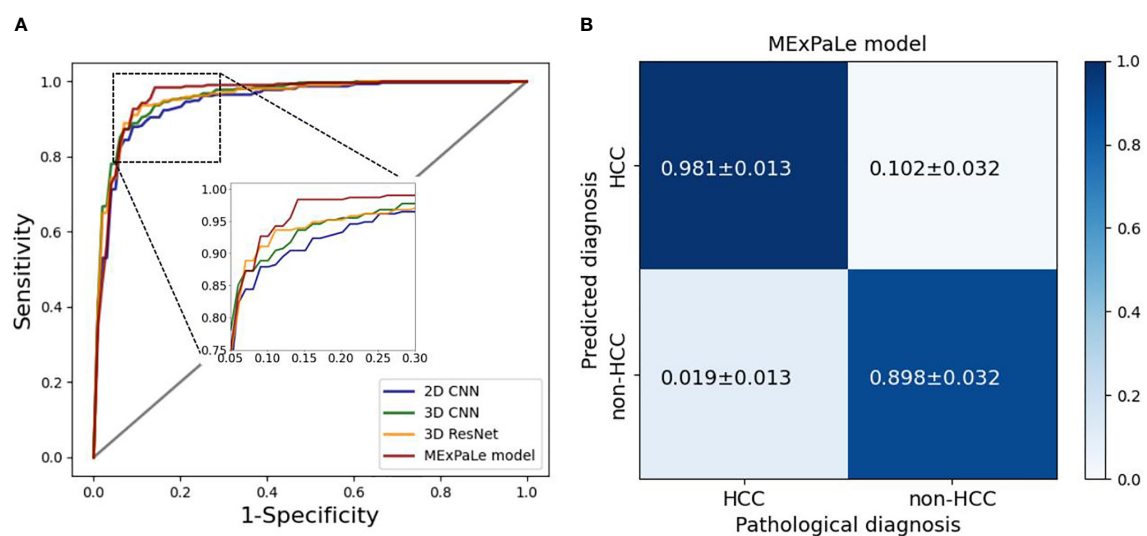 A
1.0
0.8
0.6
0.4
0.2
0.0
Sensitivity
0.0 0.2 0.4 0.6 0.8 1.0
1-Specificity
1.00
0.95
0.90
0.85
0.80
0.75
0.05 0.10 0.15 0.20 0.25 0.30
2D CNN
3D CNN
3D ResNet
MExPaLe model
B
MExPaLe model
Predicted diagnosis
HCC
non-HCC
0.981±0.013 0.102±0.032
0.019±0.013 0.898±0.032
HCC non-HCC
Pathological diagnosis
1.0
0.8
0.6
0.4
0.2
0.0